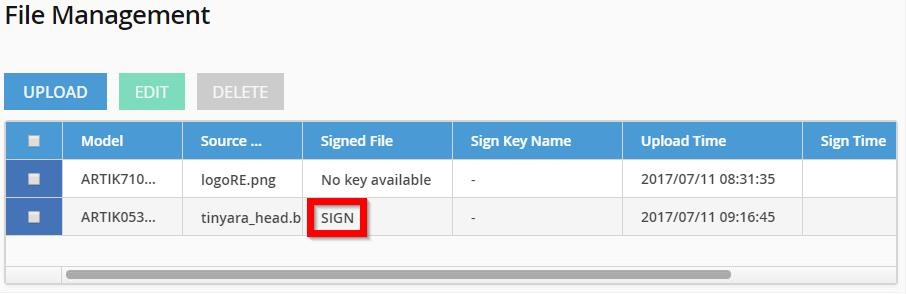 File Management
UPLOAD EDIT DELETE
Model Source ... Signed File Sign Key Name Upload Time Sign Time
ARTIK710... logoRE.png No key available - 2017/07/11 08:31:35
ARTIK053... tinyara_head.b SIGN - 2017/07/11 09:16:45